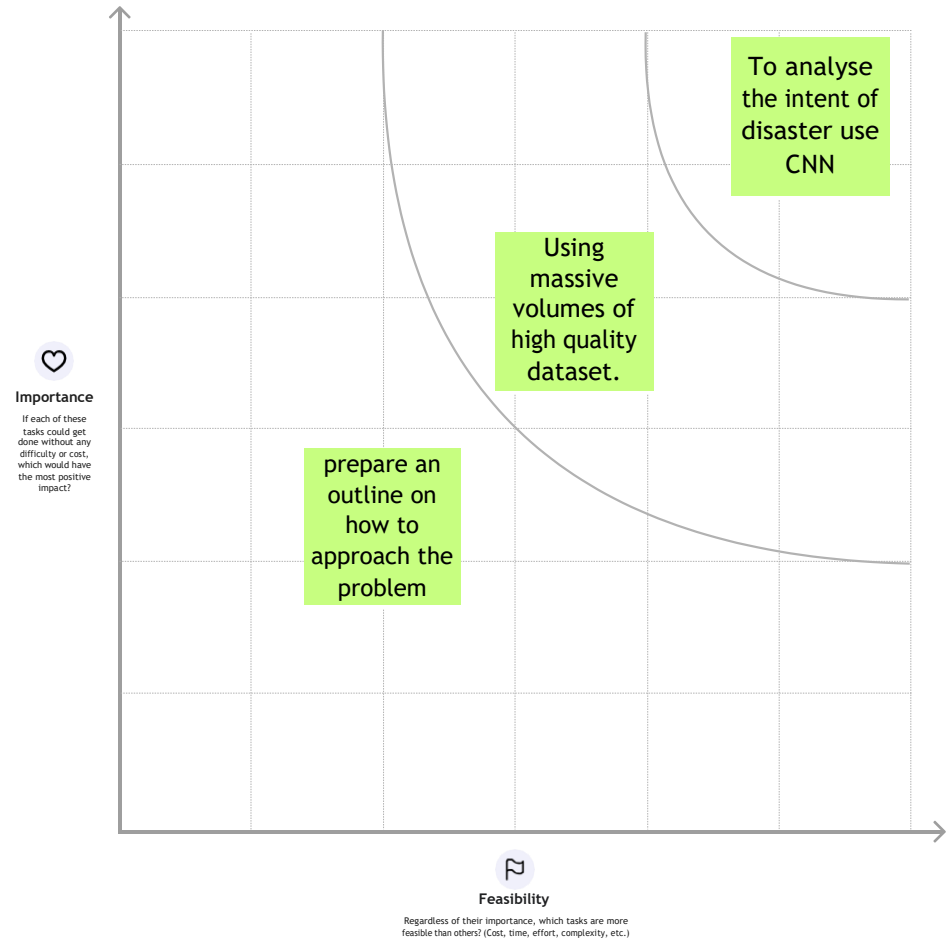 To analyse
the intent of
disaster use
CNN
Using
massive
volumes of
high quality
dataset.
Importance
If each of these
tasks could get
done without any
difficulty or cost,
which would have
the most positive
impact?
prepare an
outline on
how to
approach the
problem
Feasibility
Regardless of their importance, which tasks are more
feasible than others? (Cost, time, effort, complexity, etc.)